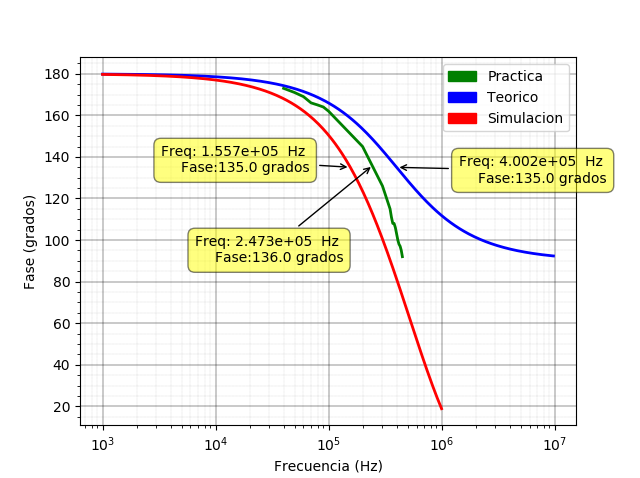 Practica
Teorico
Simulacion
Freq: 1.557e+05 Hz
Fase:135.0 grados
Freq: 4.002e+05 Hz
Fase:135.0 grados
Freq: 2.473e+05 Hz
Fase:136.0 grados
Fase (grados)
180
160
140
120
100
80
60
40
20
10³ 10⁴ 10⁵ 10⁶ 10⁷
Frecuencia (Hz)